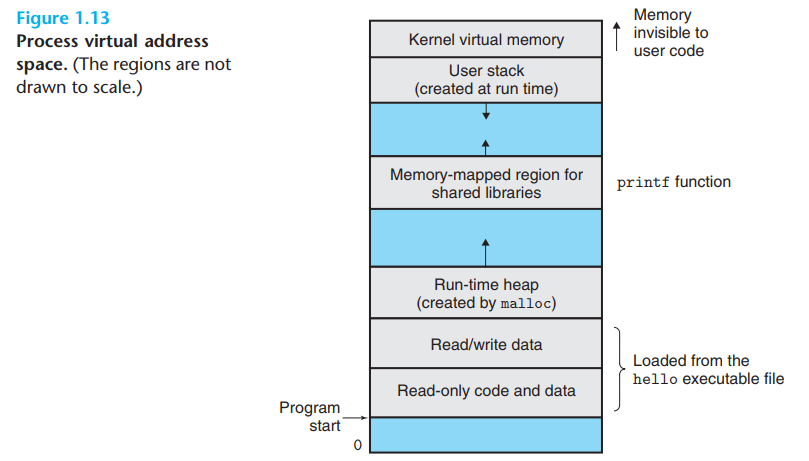 Figure 1.13
Process virtual address
space. (The regions are not
drawn to scale.)
Kernel virtual memory
Memory
invisible to
user code
User stack
(created at run time)
Memory-mapped region for
shared libraries
printf function
Run-time heap
(created by malloc)
Read/write data
Loaded from the
hello executable file
Read-only code and data
Program
start
0